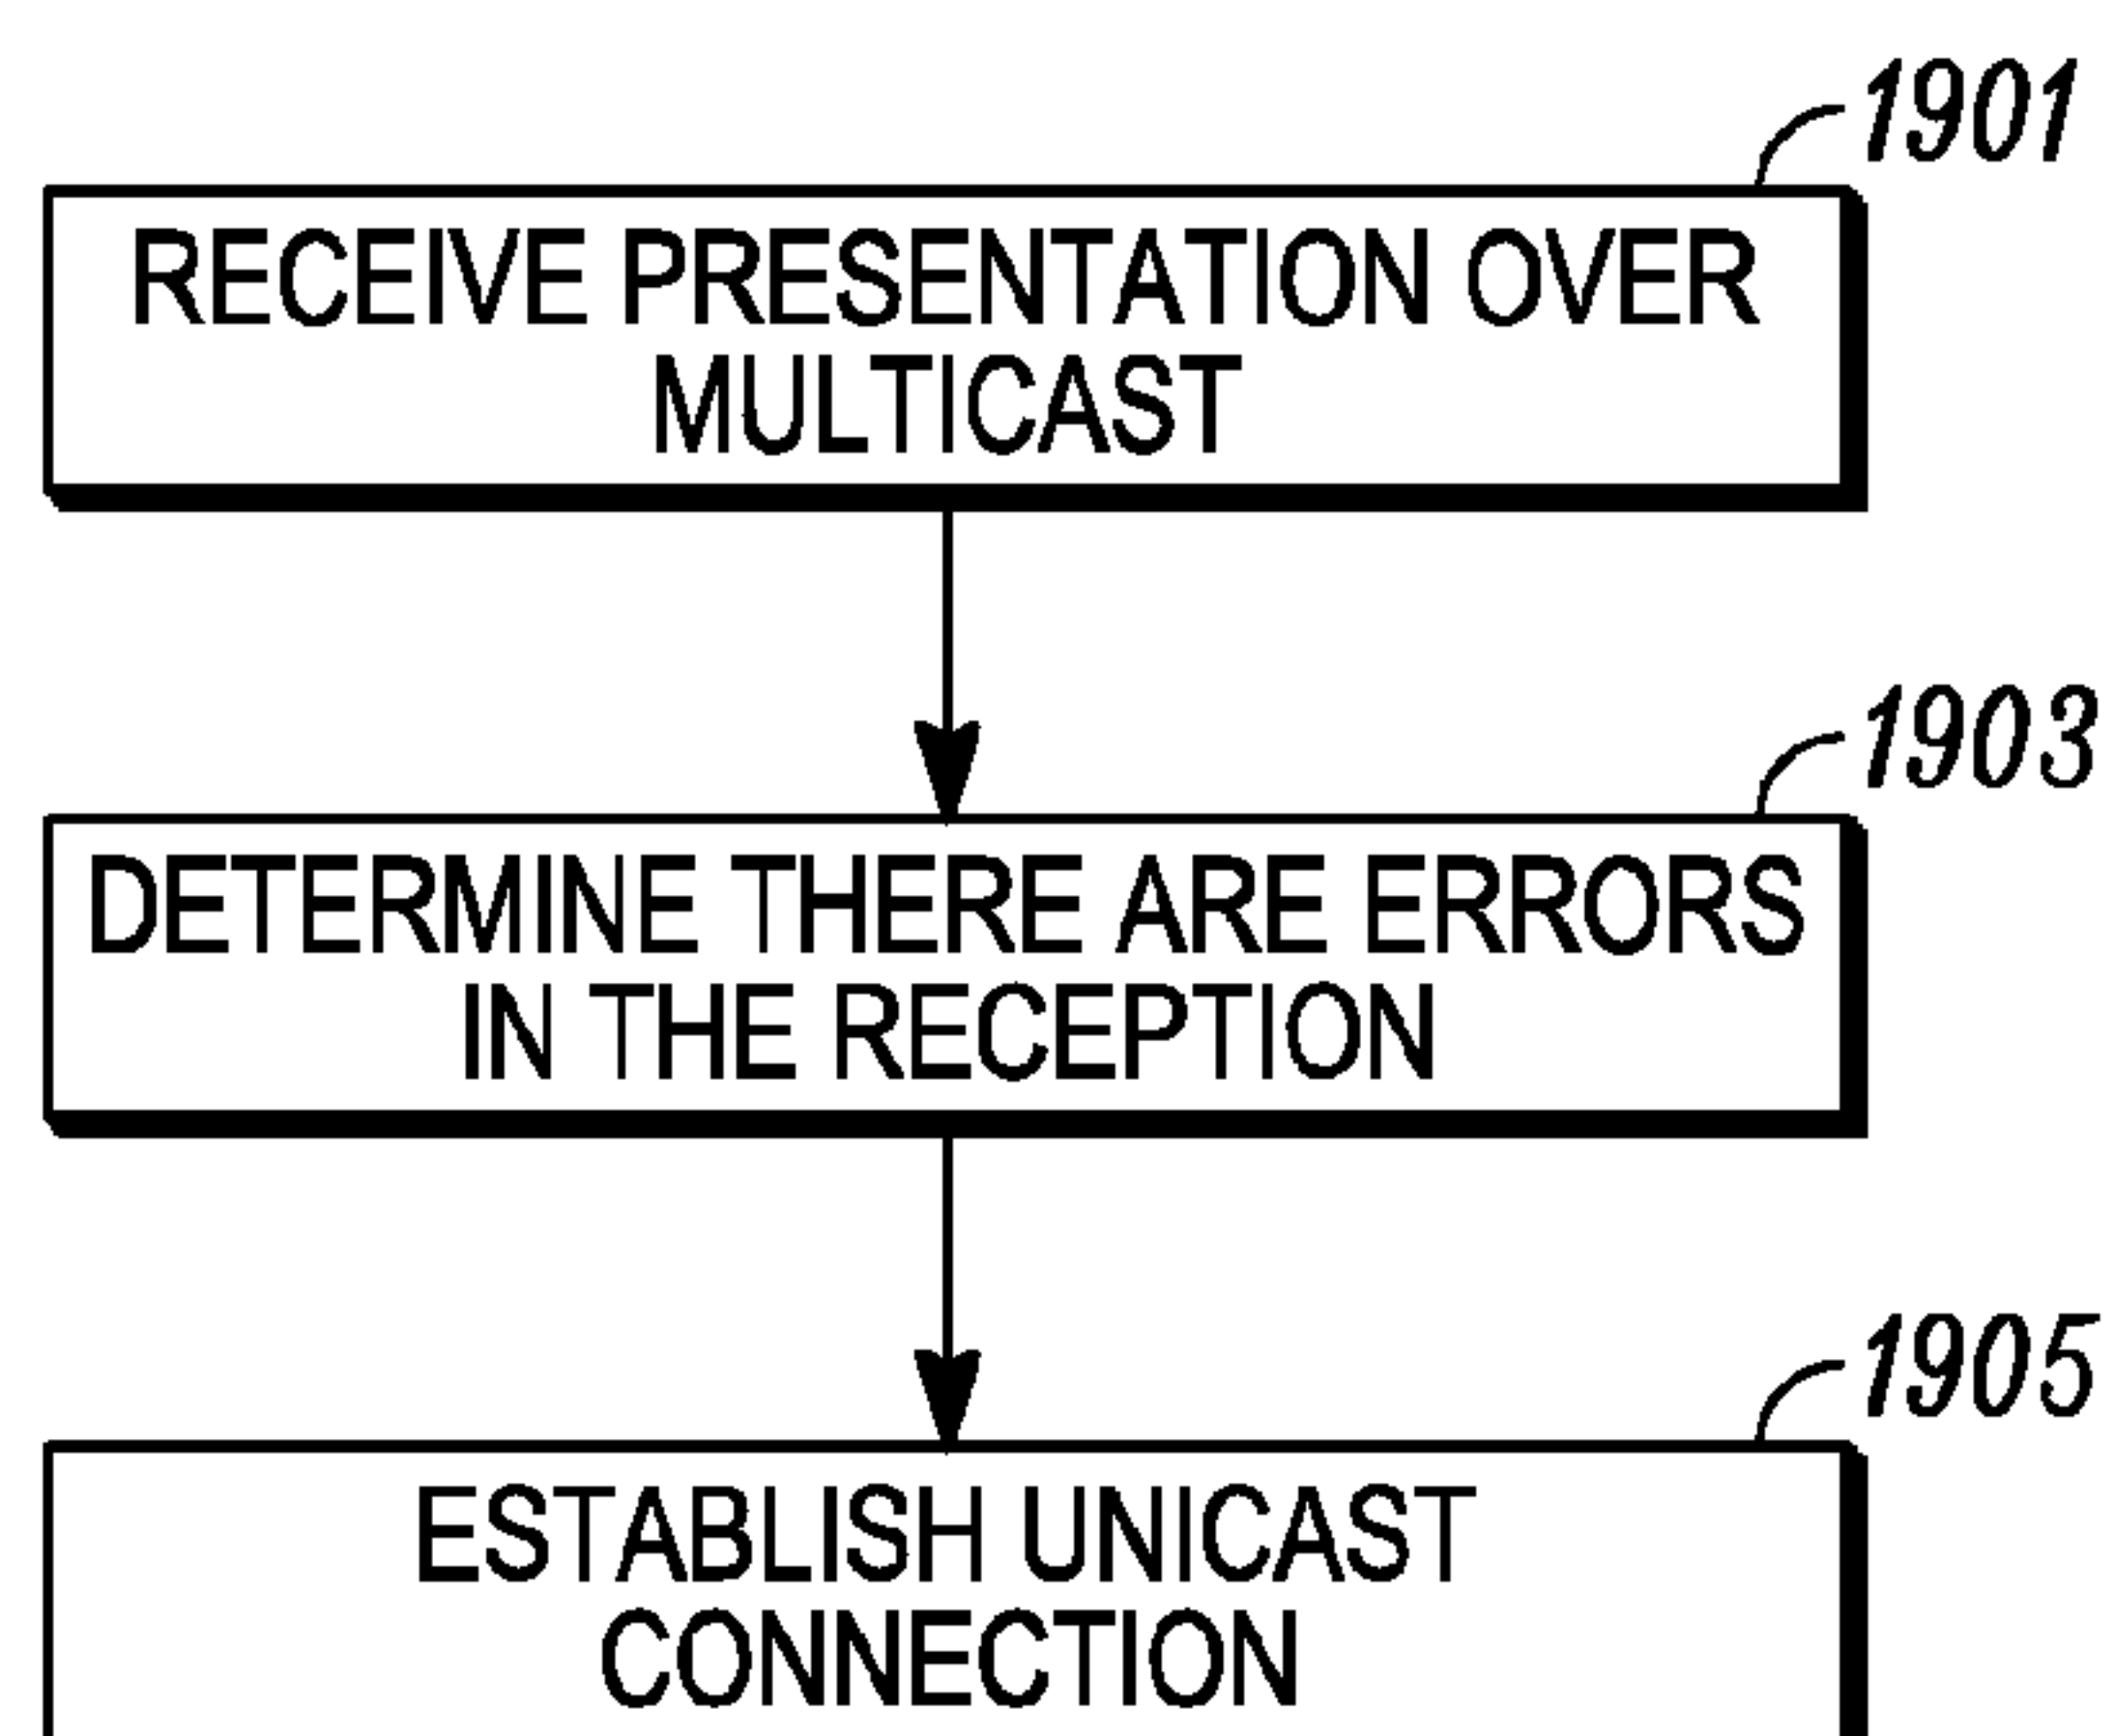 1901
RECEIVE PRESENTATION OVER
MULTICAST
1903
DETERMINE THERE ARE ERRORS
IN THE RECEPTION
1905
ESTABLISH UNICAST
CONNECTION